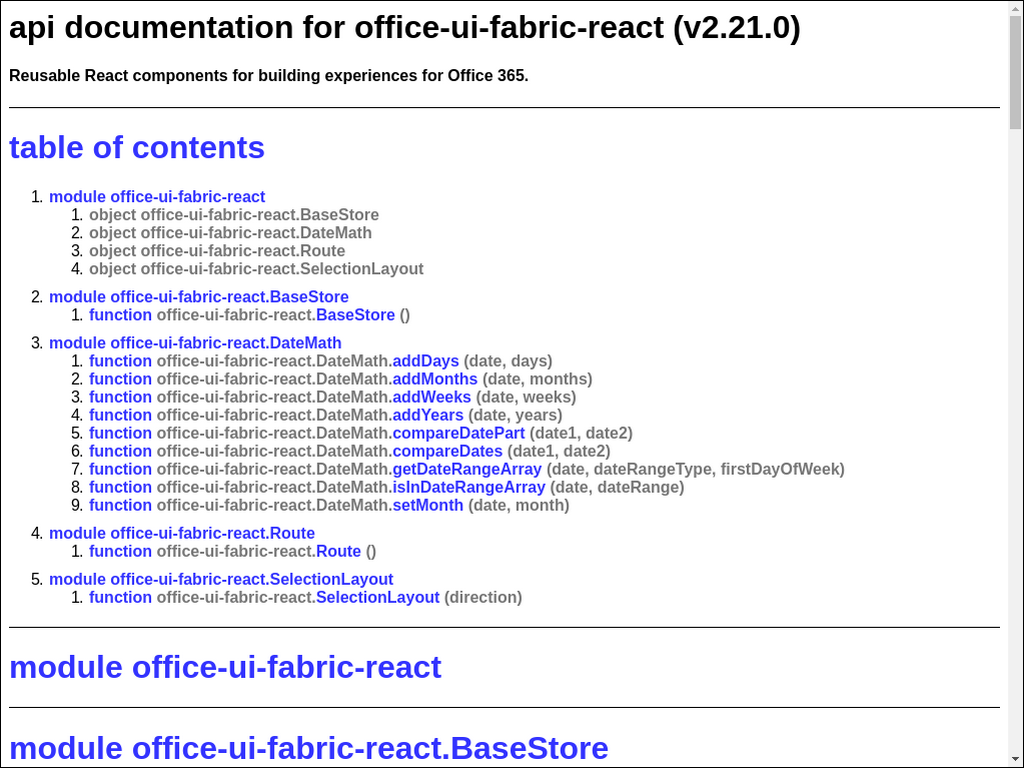 api documentation for office-ui-fabric-react (v2.21.0)
Reusable React components for building experiences for Office 365.
table of contents
1. module office-ui-fabric-react
1. object office-ui-fabric-react.BaseStore
2. object office-ui-fabric-react.DateMath
3. object office-ui-fabric-react.Route
4. object office-ui-fabric-react.SelectionLayout
2. module office-ui-fabric-react.BaseStore
1. function office-ui-fabric-react.BaseStore ()
3. module office-ui-fabric-react.DateMath
1. function office-ui-fabric-react.DateMath.addDays (date, days)
2. function office-ui-fabric-react.DateMath.addMonths (date, months)
3. function office-ui-fabric-react.DateMath.addWeeks (date, weeks)
4. function office-ui-fabric-react.DateMath.addYears (date, years)
5. function office-ui-fabric-react.DateMath.compareDatePart (date1, date2)
6. function office-ui-fabric-react.DateMath.compareDates (date1, date2)
7. function office-ui-fabric-react.DateMath.getDateRangeArray (date, dateRangeType, firstDayOfWeek)
8. function office-ui-fabric-react.DateMath.isInDateRangeArray (date, dateRange)
9. function office-ui-fabric-react.DateMath.setMonth (date, month)
4. module office-ui-fabric-react.Route
1. function office-ui-fabric-react.Route ()
5. module office-ui-fabric-react.SelectionLayout
1. function office-ui-fabric-react.SelectionLayout (direction)
module office-ui-fabric-react
module office-ui-fabric-react.BaseStore